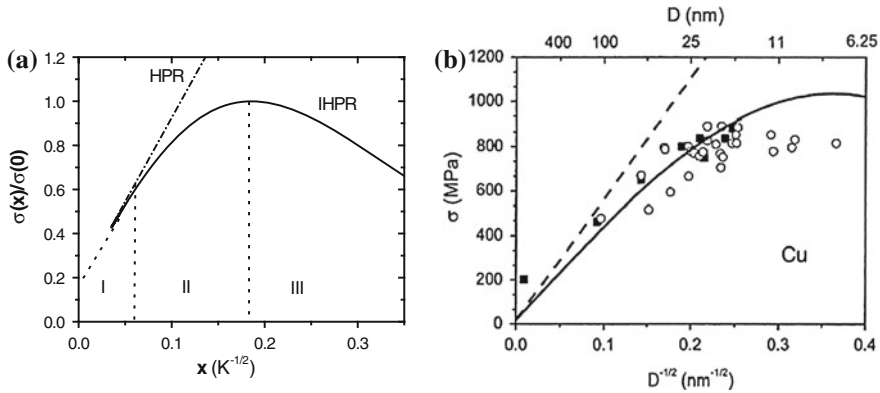 (a)
1.2
1.0
0.8
0.6
0.4
0.2
0.0
σ(x)/σ(0)
HPR
IHPR
I
II
III
0.0
0.1
0.2
0.3
x (K-1/2)
(b)
D (nm)
400
100
25
11
6.25
1200
1000
800
600
400
200
0
σ (MPa)
Cu
0.0
0.1
0.2
0.3
0.4
D-1/2 (nm-1/2)